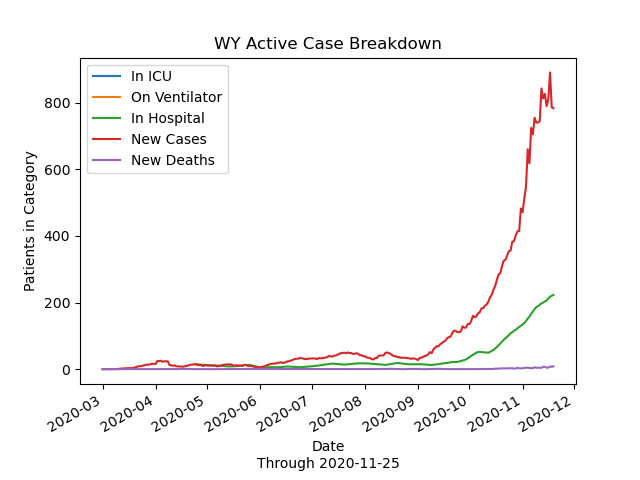 WY Active Case Breakdown
In ICU
On Ventilator
In Hospital
New Cases
New Deaths
Patients in Category
800
600
400
200
0
2020-03
2020-04
2020-05
2020-06
2020-07
2020-08
2020-09
2020-10
2020-11
2020-12
Date
Through 2020-11-25